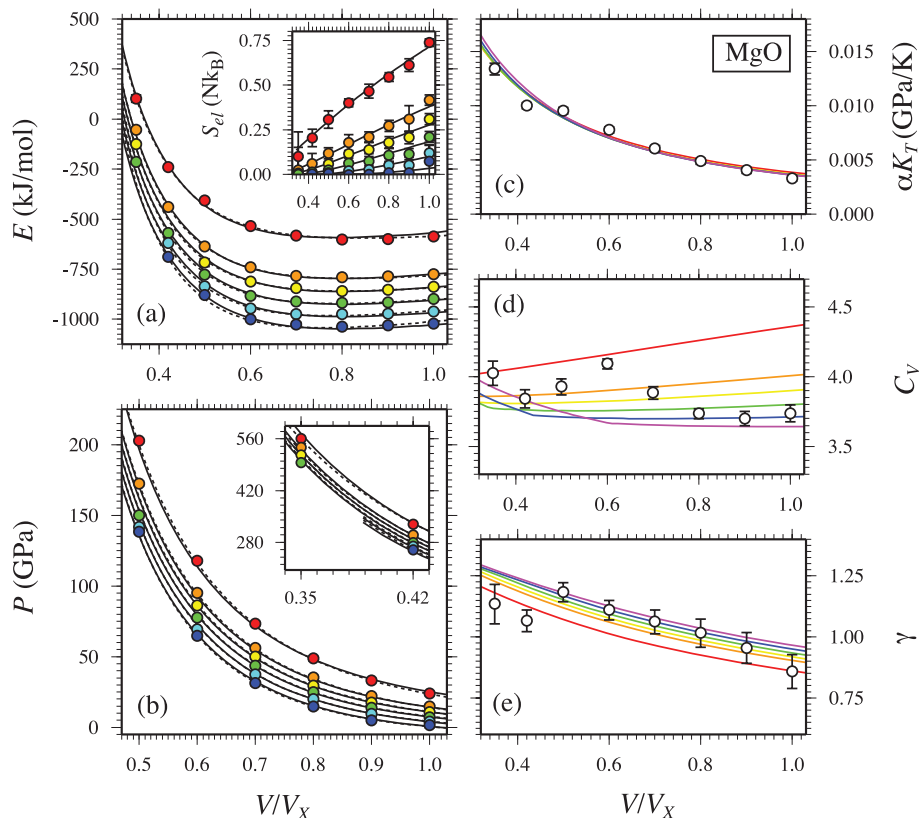 500
250
0
-250
-500
-750
-1000
E (kJ/mol)
(a)
0.4 0.6 0.8 1.0
0.75
0.50
0.25
0.00
S_el (Nk_B)
0.4 0.6 0.8 1.0
200
150
100
50
0
P (GPa)
(b)
560
420
280
0.35 0.42
0.5 0.6 0.7 0.8 0.9 1.0
V/V_X
MgO
(c)
0.015
0.010
0.005
0.000
αK_T (GPa/K)
0.4 0.6 0.8 1.0
(d)
4.5
4.0
3.5
C_V
0.4 0.6 0.8 1.0
(e)
1.25
1.00
0.75
γ
0.4 0.6 0.8 1.0
V/V_X